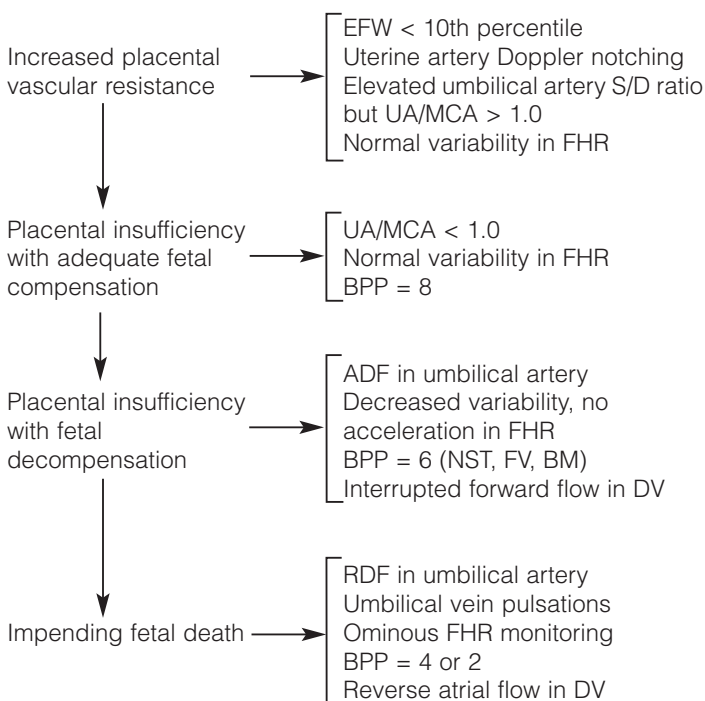 Increased placental
vascular resistance
EFW < 10th percentile
Uterine artery Doppler notching
Elevated umbilical artery S/D ratio
but UA/MCA > 1.0
Normal variability in FHR
Placental insufficiency
with adequate fetal
compensation
UA/MCA < 1.0
Normal variability in FHR
BPP = 8
Placental insufficiency
with fetal
decompensation
ADF in umbilical artery
Decreased variability, no
acceleration in FHR
BPP = 6 (NST, FV, BM)
Interrupted forward flow in DV
Impending fetal death
RDF in umbilical artery
Umbilical vein pulsations
Ominous FHR monitoring
BPP = 4 or 2
Reverse atrial flow in DV